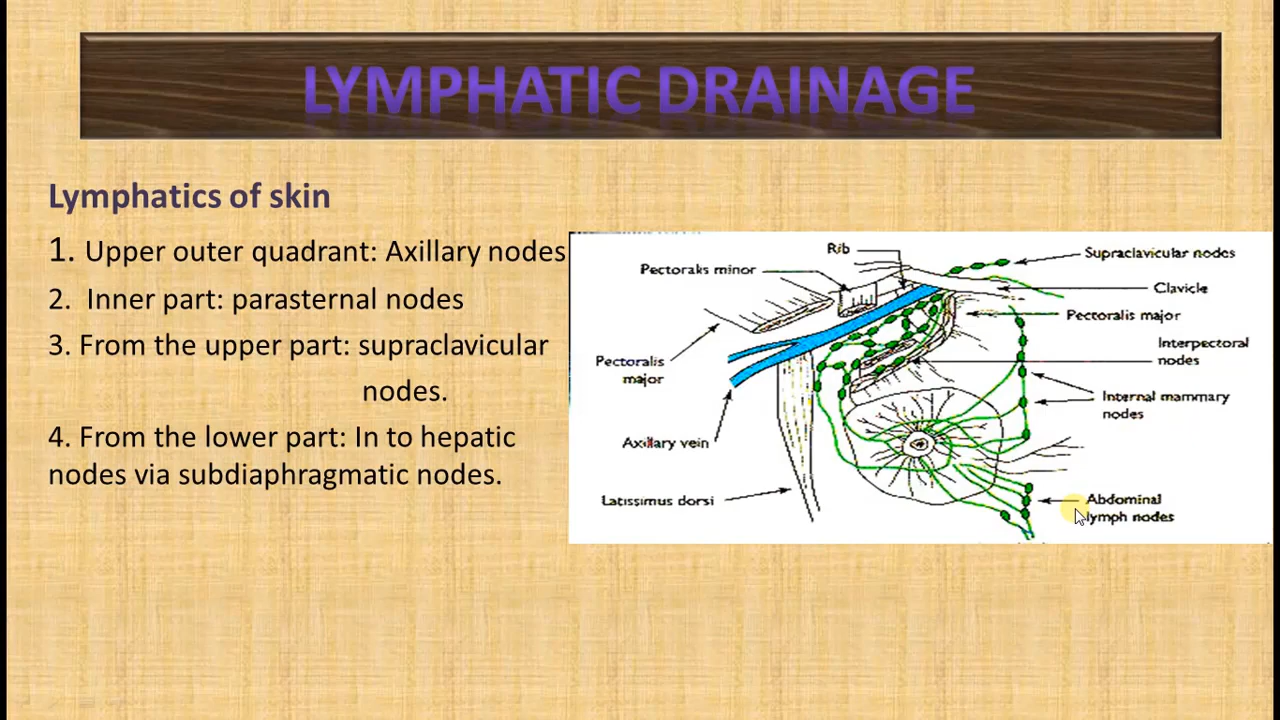 LYMPHATIC DRAINAGE
Lymphatics of skin
1. Upper outer quadrant: Axillary nodes
2. Inner part: parasternal nodes
3. From the upper part: supraclavicular
nodes.
4. From the lower part: In to hepatic
nodes via subdiaphragmatic nodes.
Rib
Pectoraks minor
Supraclavicular nodes
Clavicle
Pectoralis major
Interpectoral
nodes
Pectoralis
major
Internal mammary
nodes
Axillary vein
Latissimus dorsi
Abdominal
lymph nodes